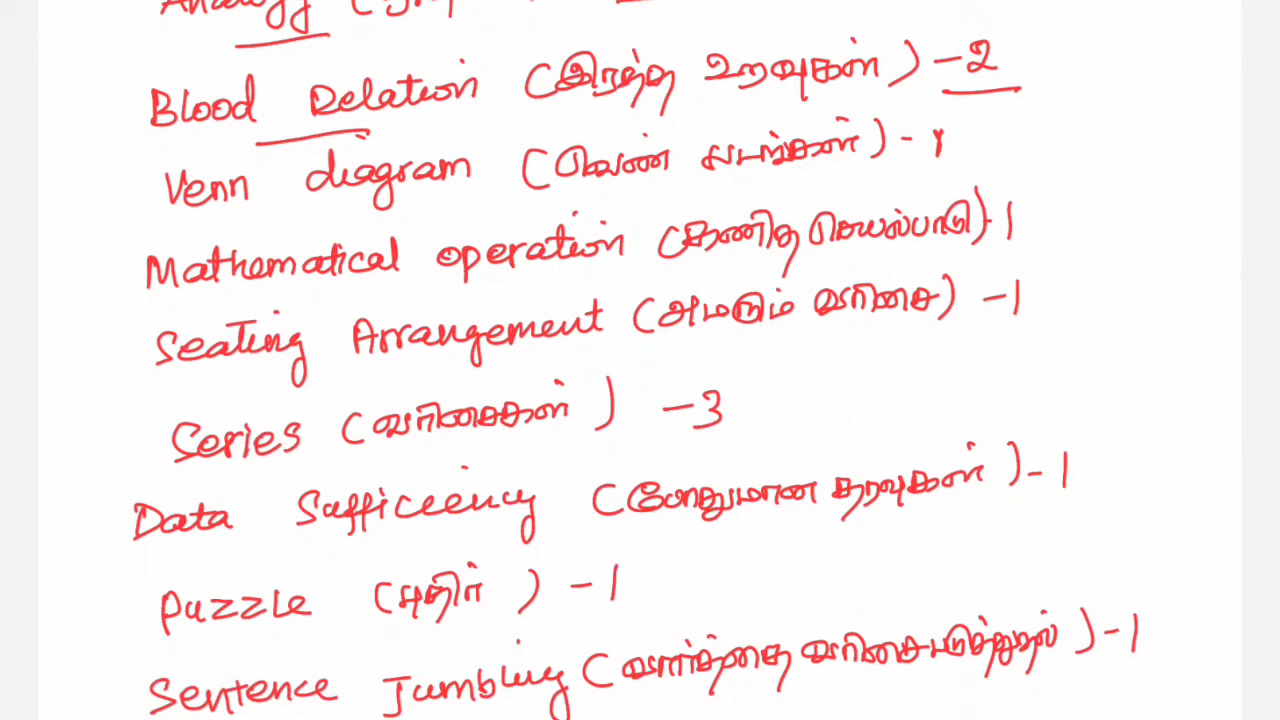 Analogy (
Blood Relation (இரத்த உறவுகள்) - 2
Venn diagram (வெண் படங்கள்) - 1
Mathematical operation (கணித செயல்பாடு) - 1
Seating Arrangement (அமரும் வரிசை) - 1
Series (வரிசைகள்) - 3
Data Sufficiency (போதுமான தரவுகள்) - 1
Puzzle (புதிர்) - 1
Sentence Jumbling (வார்த்தை வரிசைபடுத்துதல்) - 1